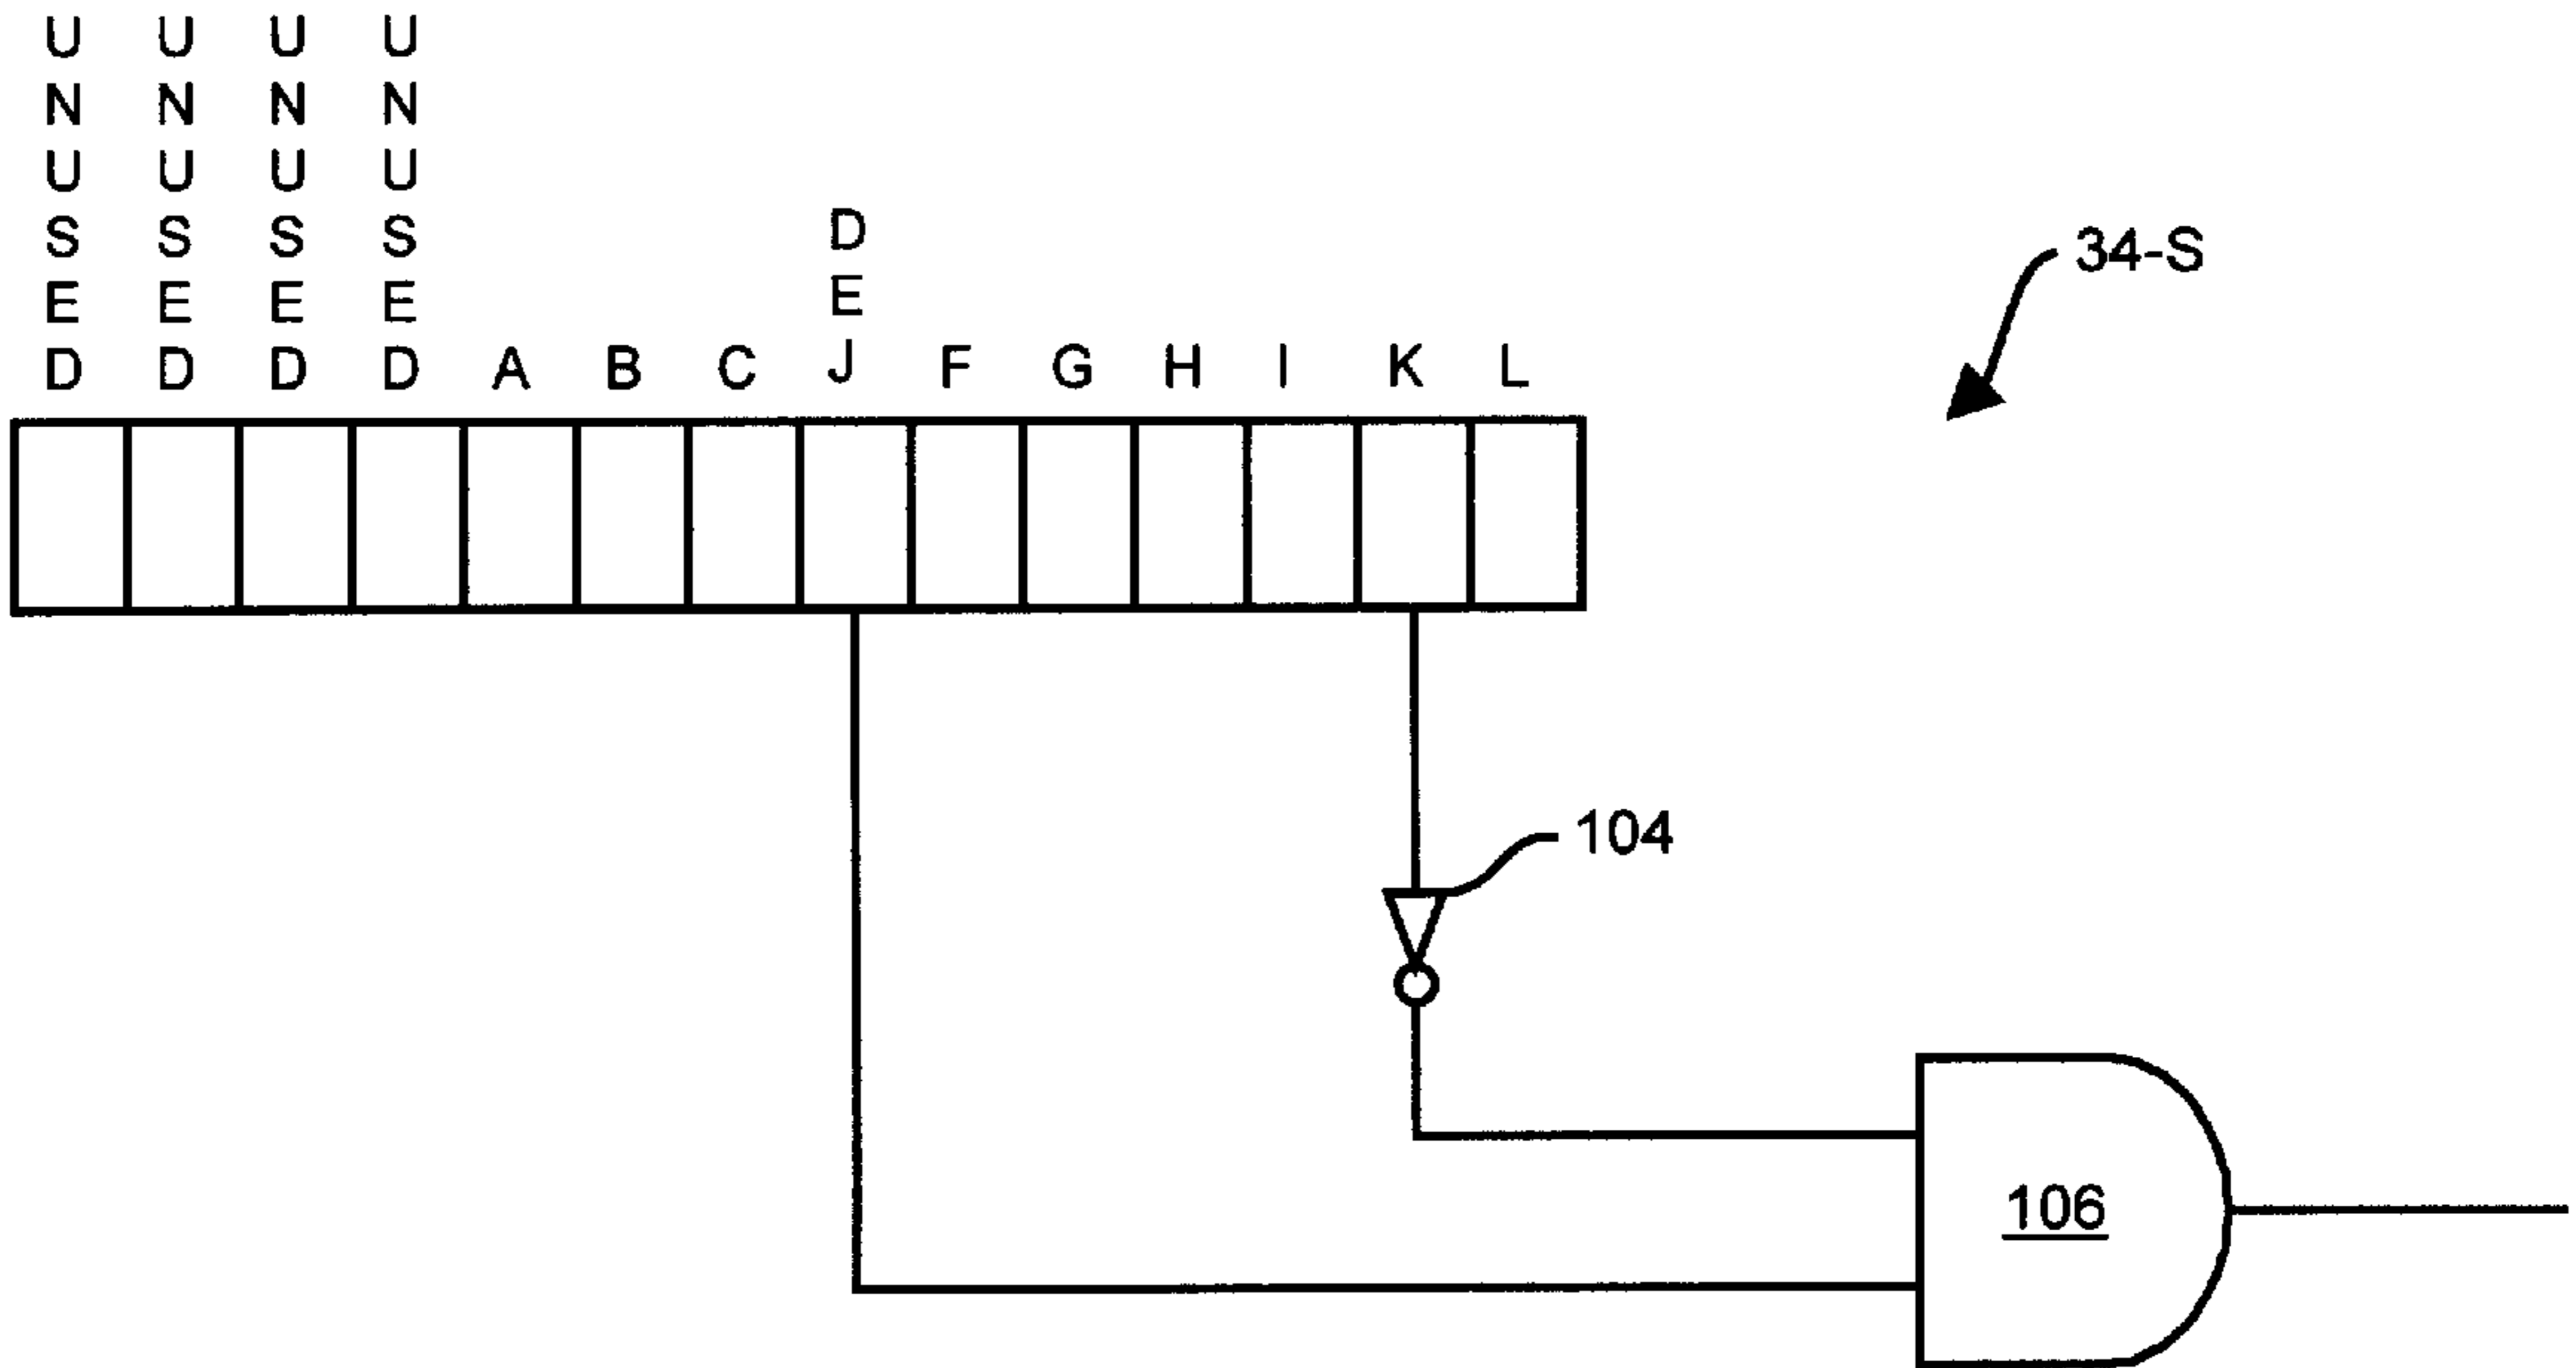 UNUSED UNUSED UNUSED UNUSED A B C DEJ F G H I K L
34-S
104
106